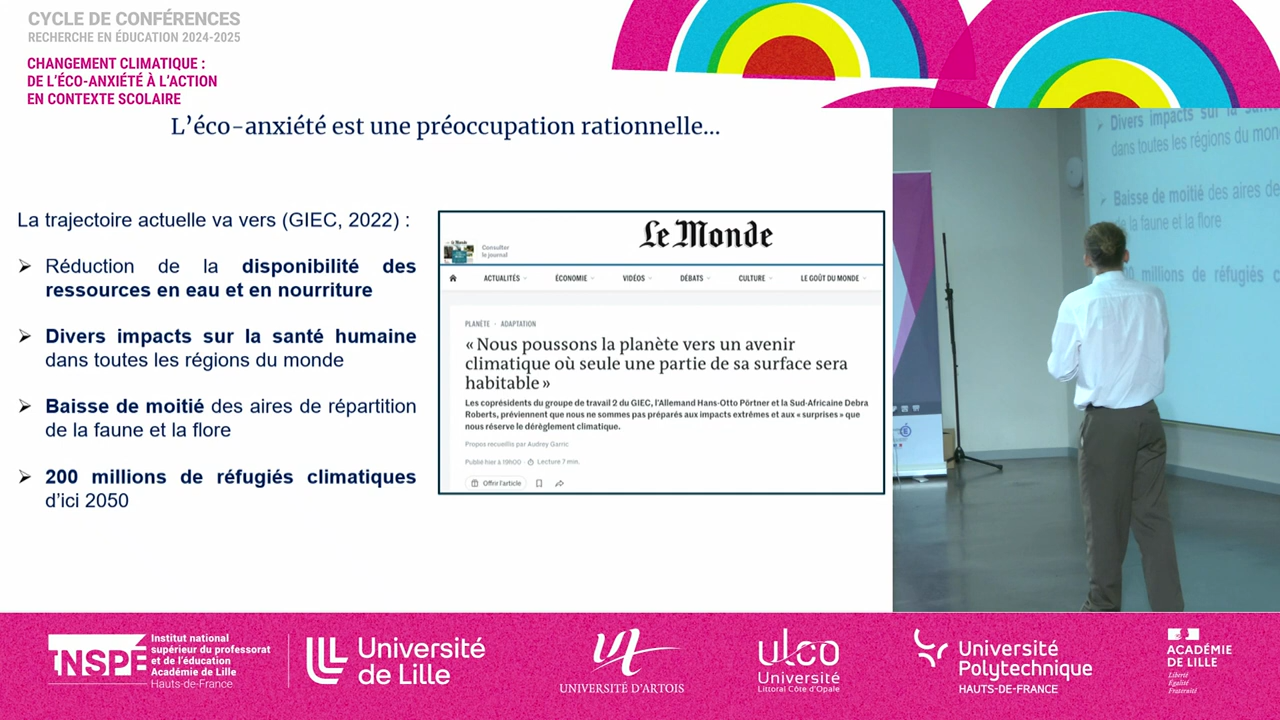 CYCLE DE CONFÉRENCES
RECHERCHE EN ÉDUCATION 2024-2025
CHANGEMENT CLIMATIQUE :
DE L'ÉCO-ANXIÉTÉ À L'ACTION
EN CONTEXTE SCOLAIRE
L'éco-anxiété est une préoccupation rationnelle...
La trajectoire actuelle va vers (GIEC, 2022) :
➢ Réduction de la disponibilité des
ressources en eau et en nourriture
➢ Divers impacts sur la santé humaine
dans toutes les régions du monde
➢ Baisse de moitié des aires de répartition
de la faune et la flore
➢ 200 millions de réfugiés climatiques
d'ici 2050
Le Monde
Consulter
le journal
ACTUALITÉS ÉCONOMIE VIDÉOS DÉBATS CULTURE LE GOÛT DU MONDE
PLANÈTE · ADAPTATION
« Nous poussons la planète vers un avenir
climatique où seule une partie de sa surface sera
habitable »
Les coprésidents du groupe de travail 2 du GIEC, l'Allemand Hans-Otto Pörtner et la Sud-Africaine Debra
Roberts, préviennent que nous ne sommes pas préparés aux impacts extrêmes et aux « surprises » que
nous réserve le dérèglement climatique.
Propos recueillis par Audrey Garric
Publié hier à 19h00 · Lecture 7 min.
Offrir l'article
Divers impacts sur la santé
dans toutes les régions du mon
Baisse de moitié des aires de
la faune et la flore
millions de réfugiés c
INSPÉ
Institut national
supérieur du professorat
et de l'éducation
Académie de Lille
Hauts-de-France
Université
de Lille
UNIVERSITÉ D'ARTOIS
ulco
Université
Littoral Côte d'Opale
Université
Polytechnique
HAUTS-DE-FRANCE
ACADÉMIE
DE LILLE
Liberté
Égalité
Fraternité